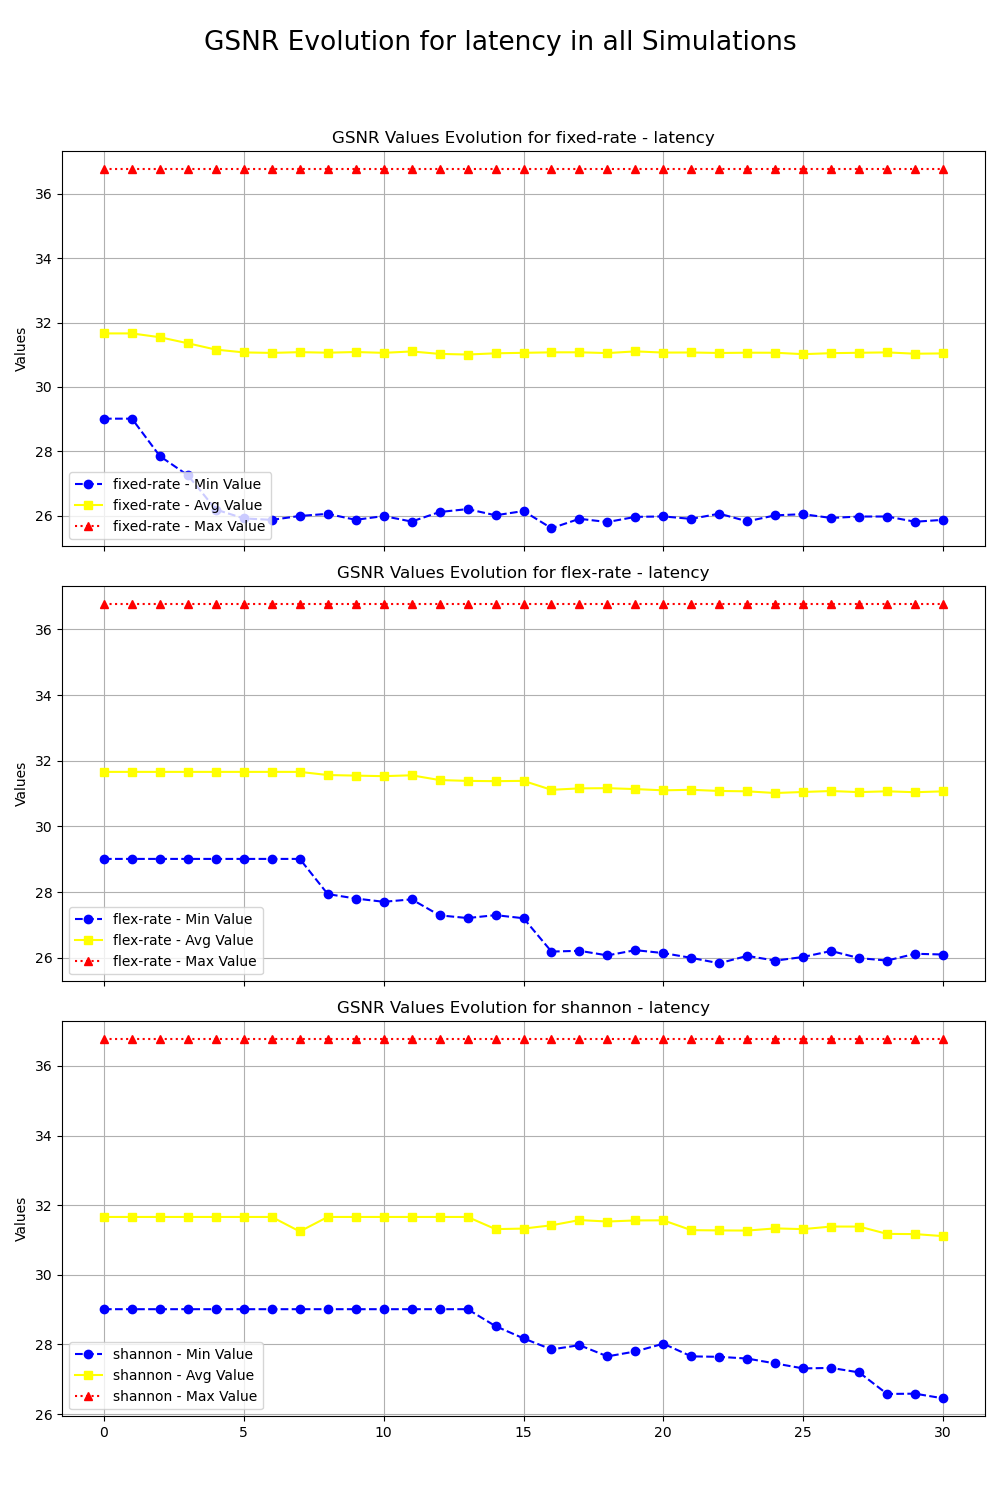 GSNR Evolution for latency in all Simulations
GSNR Values Evolution for fixed-rate - latency
36
34
32
30
28
26
Values
fixed-rate - Min Value
fixed-rate - Avg Value
fixed-rate - Max Value
GSNR Values Evolution for flex-rate - latency
36
34
32
30
28
26
Values
flex-rate - Min Value
flex-rate - Avg Value
flex-rate - Max Value
GSNR Values Evolution for shannon - latency
36
34
32
30
28
26
Values
shannon - Min Value
shannon - Avg Value
shannon - Max Value
0 5 10 15 20 25 30